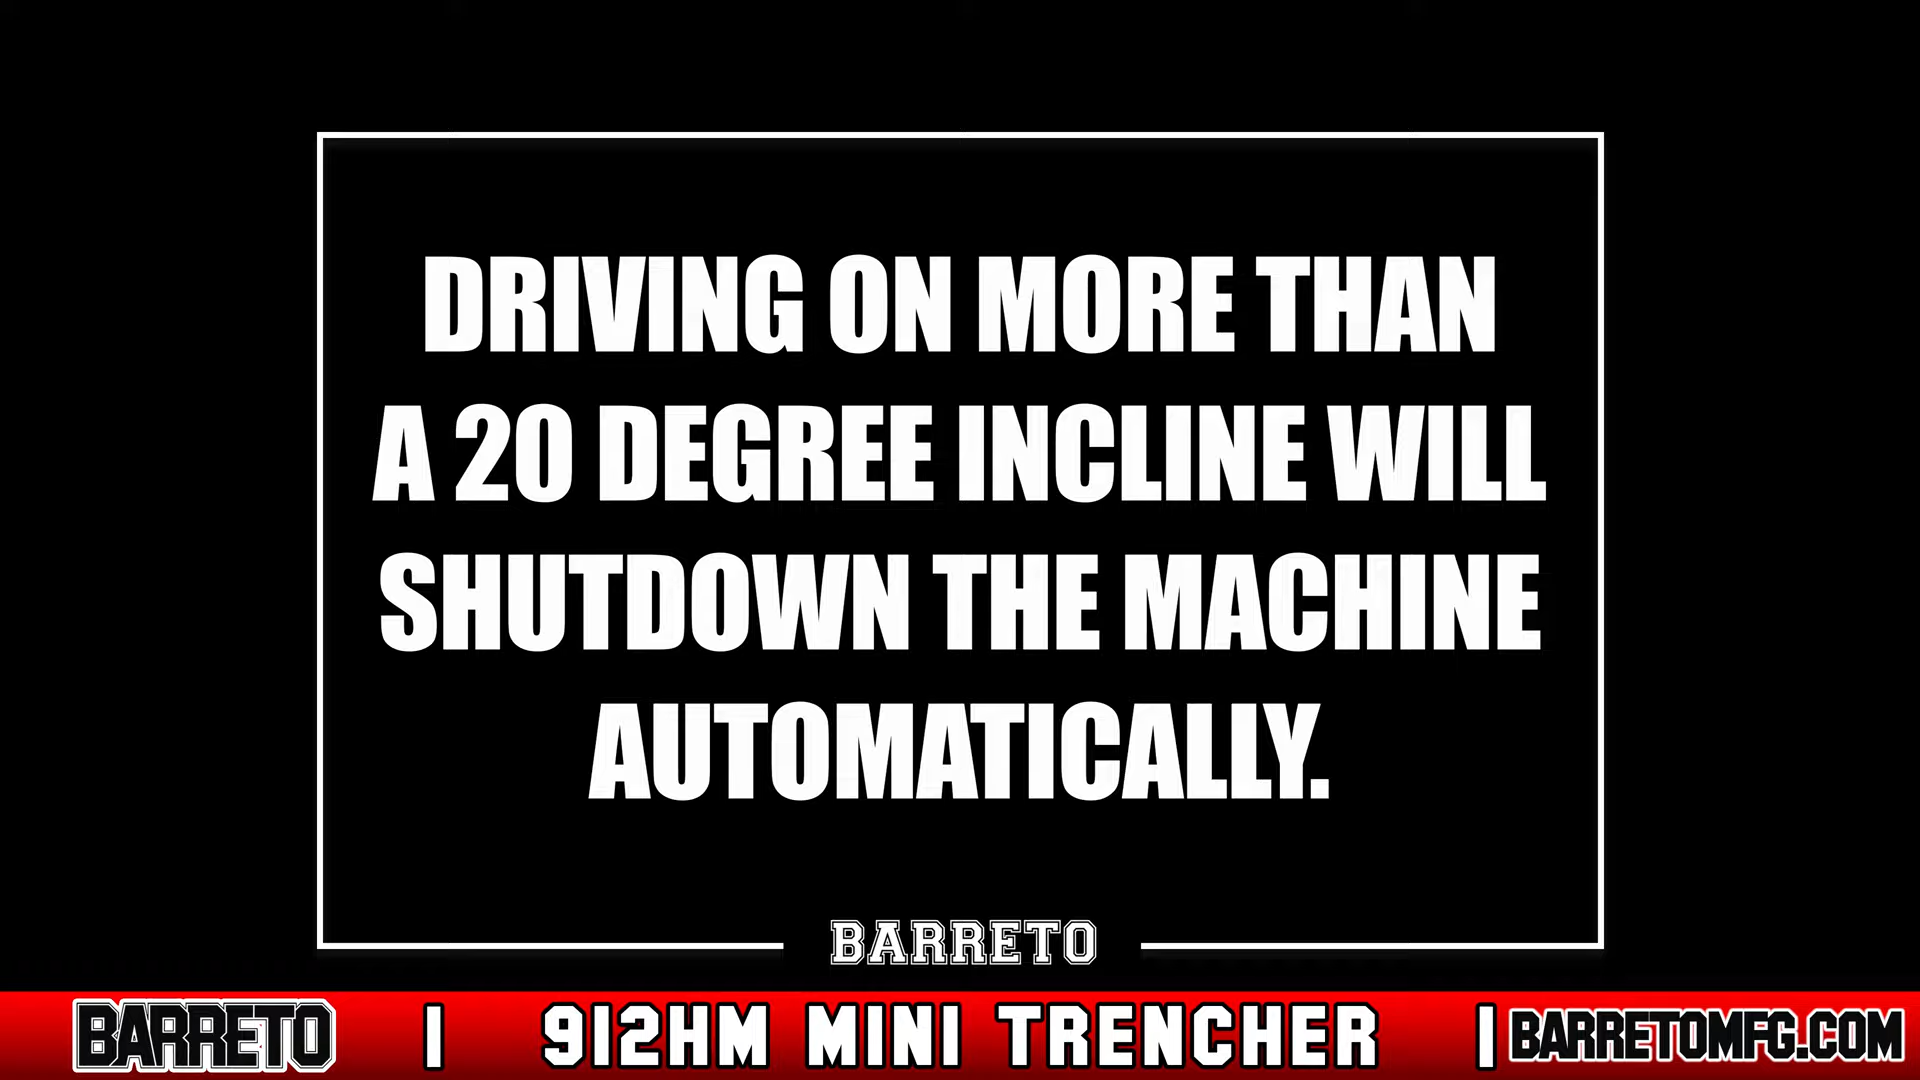 DRIVING ON MORE THAN
A 20 DEGREE INCLINE WILL
SHUTDOWN THE MACHINE
AUTOMATICALLY.
BARRETO
BARRETO | 912HM MINI TRENCHER | BARRETOMFG.COM